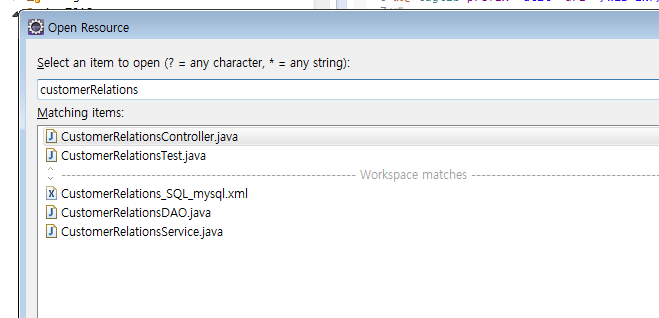 Open Resource
Select an item to open (? = any character, * = any string):
customerRelations
Matching items:
CustomerRelationsController.java
CustomerRelationsTest.java
Workspace matches
CustomerRelations_SQL_mysql.xml
CustomerRelationsDAO.java
CustomerRelationsService.java